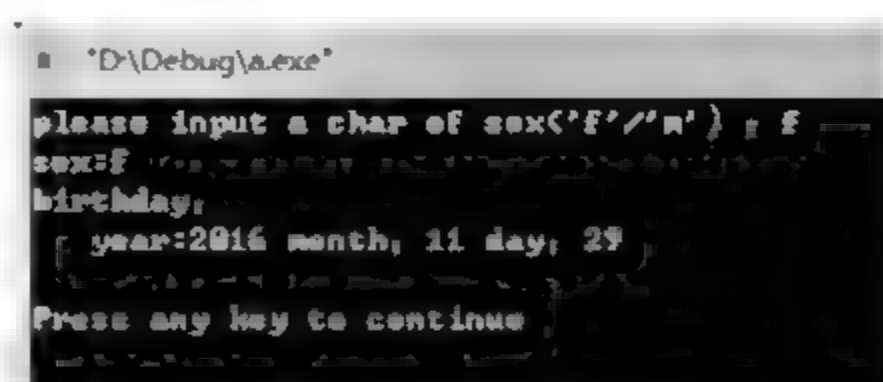 "D:\Debug\a.exe"
please input a char of sex('f'/'m') : f
sex:f
birthday:
year:2016 month: 11 day: 29
Press any key to continue